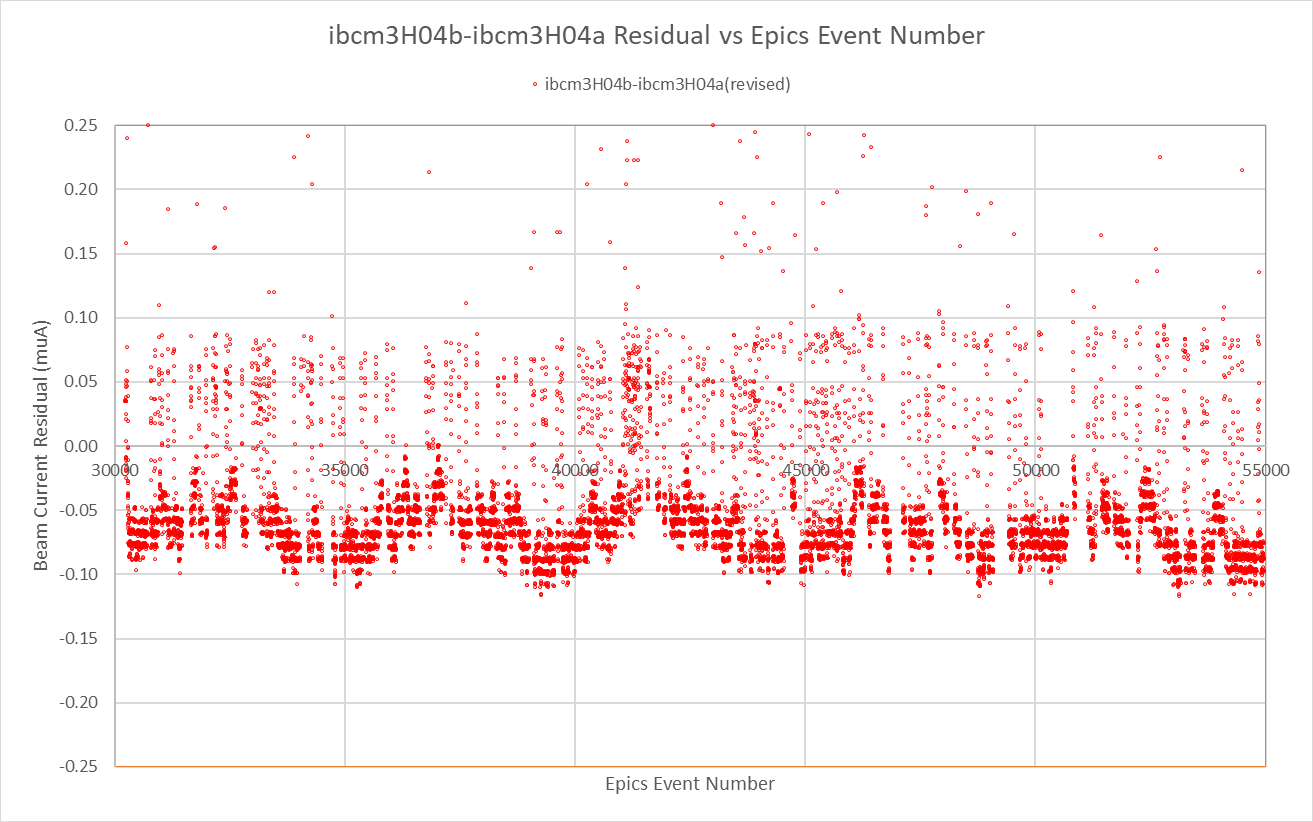 ibcm3H04b-ibcm3H04a Residual vs Epics Event Number
ibcm3H04b-ibcm3H04a(revised)
Beam Current Residual (muA)
0.25
0.20
0.15
0.10
0.05
0.00
-0.05
-0.10
-0.15
-0.20
-0.25
30000 35000 40000 45000 50000 55000
Epics Event Number